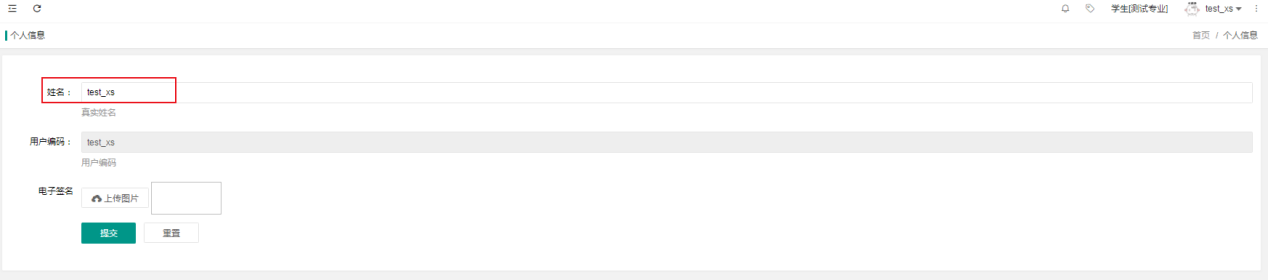 学生[测试专业] test_xs
个人信息 首页 / 个人信息
姓名： test_xs
真实姓名
用户编码： test_xs
用户编码
电子签名 上传图片
提交 重置